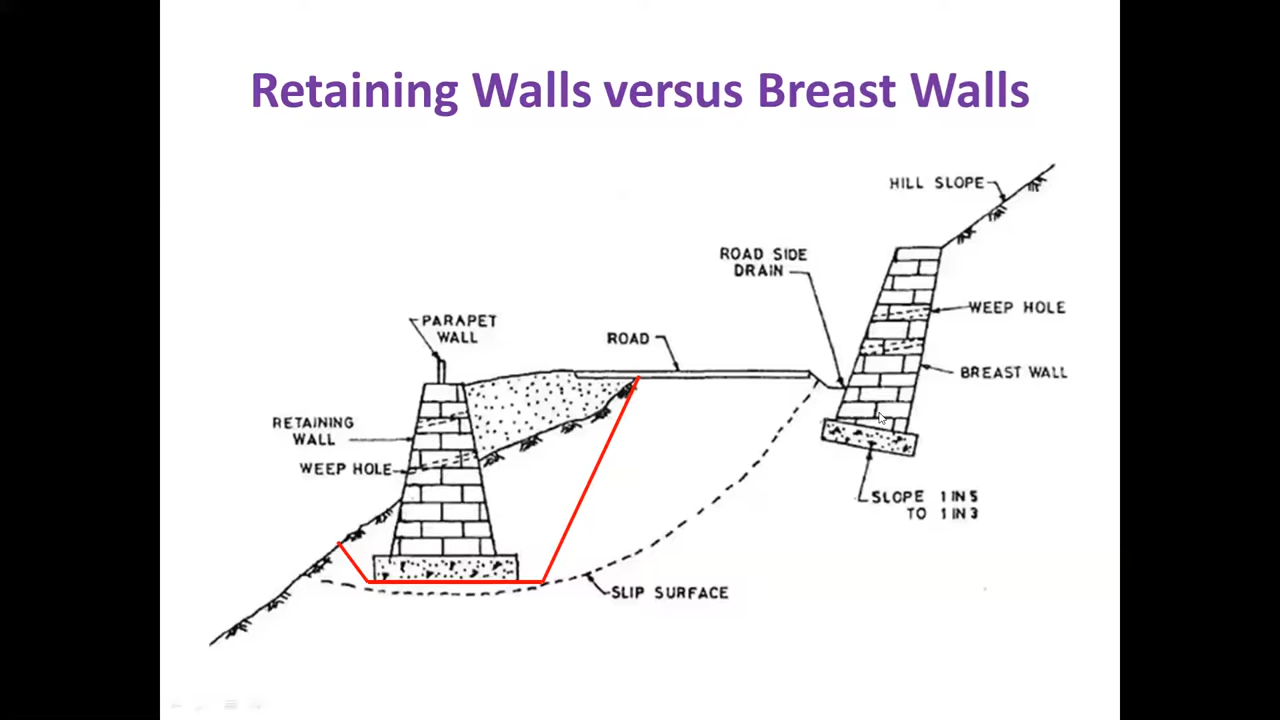 Retaining Walls versus Breast Walls
HILL SLOPE
ROAD SIDE
DRAIN
WEEP HOLE
PARAPET
WALL
ROAD
BREAST WALL
RETAINING
WALL
WEEP HOLE
SLOPE 1 IN 5
TO 1 IN 3
SLIP SURFACE